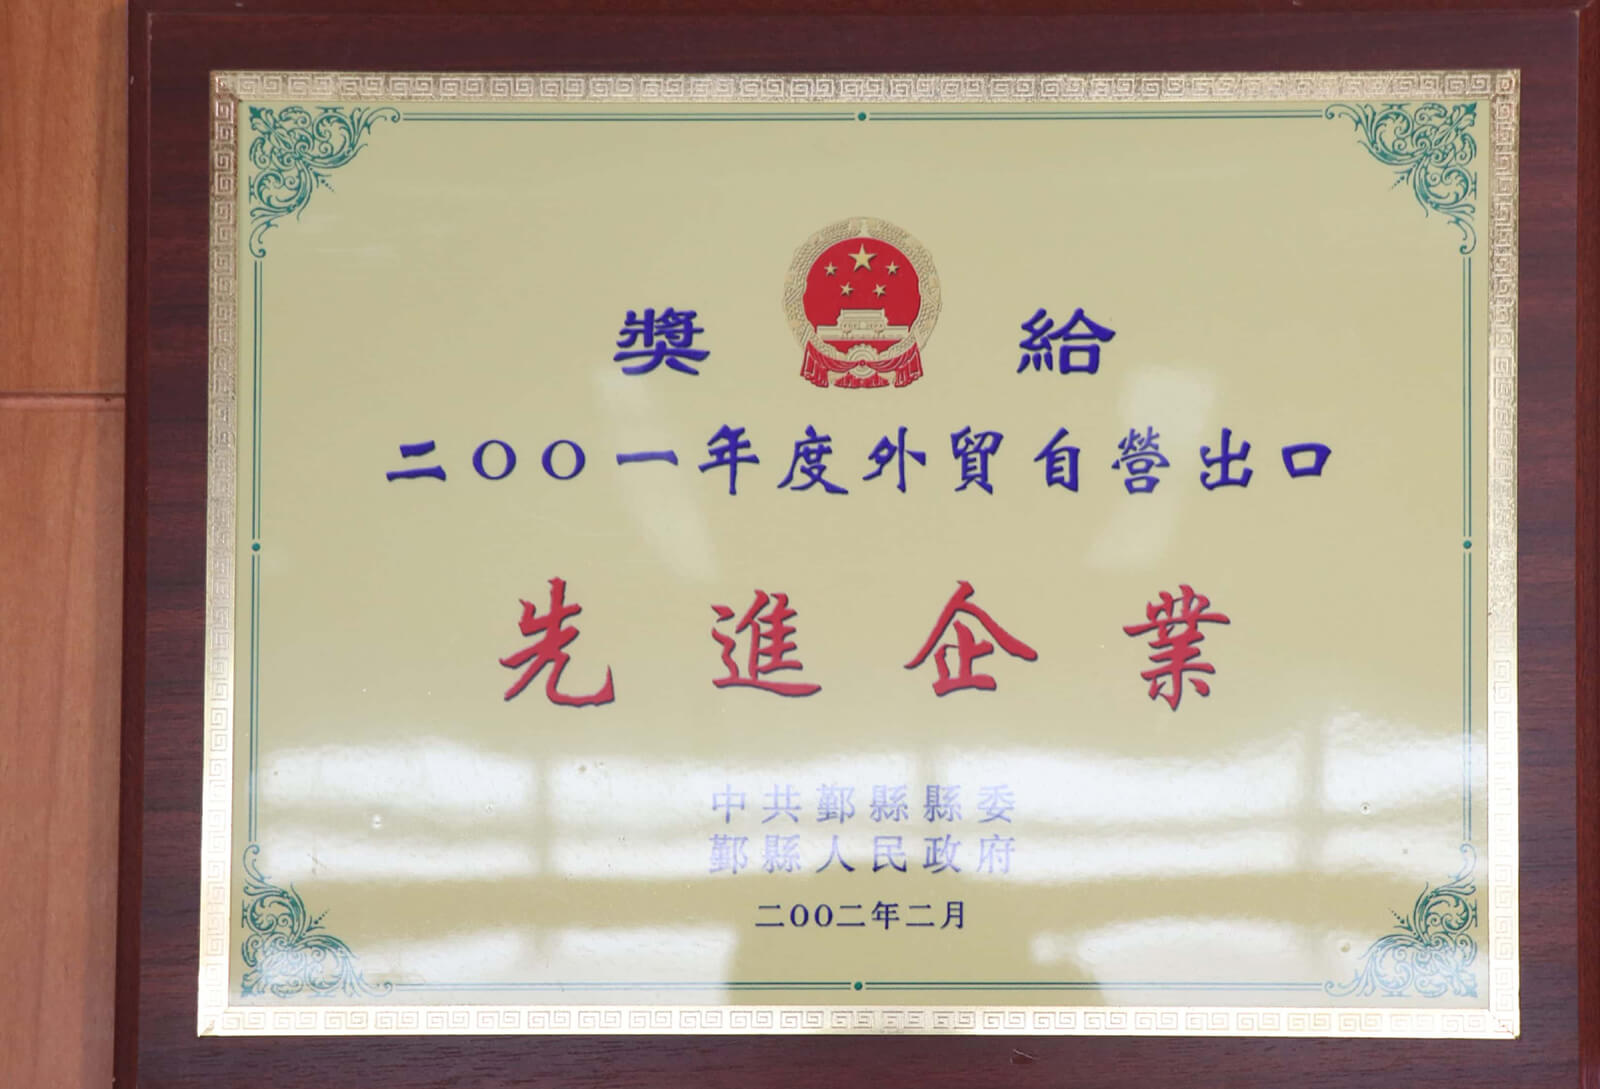 獎 給
二〇〇一年度外貿自營出口
先進企業
中共鄞縣縣委
鄞縣人民政府
二〇〇二年二月